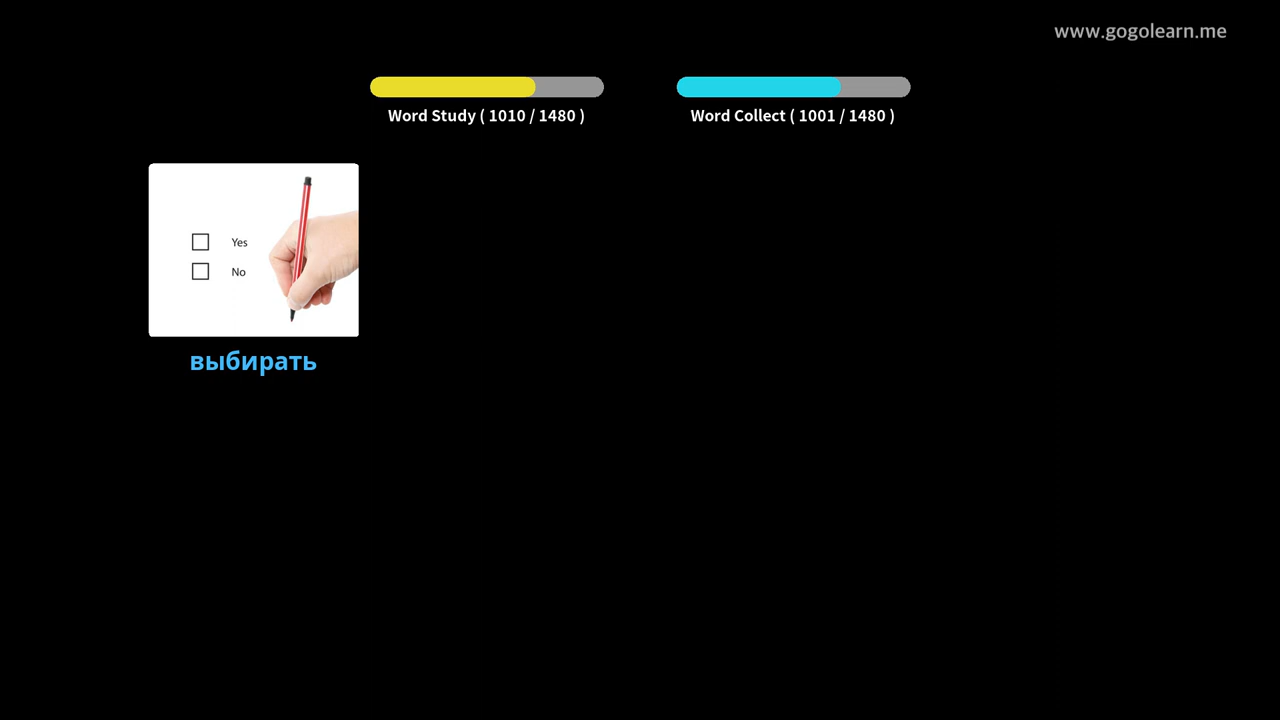 www.gogolearn.me
Word Study ( 1010 / 1480 )
Word Collect ( 1001 / 1480 )
Yes
No
выбирать